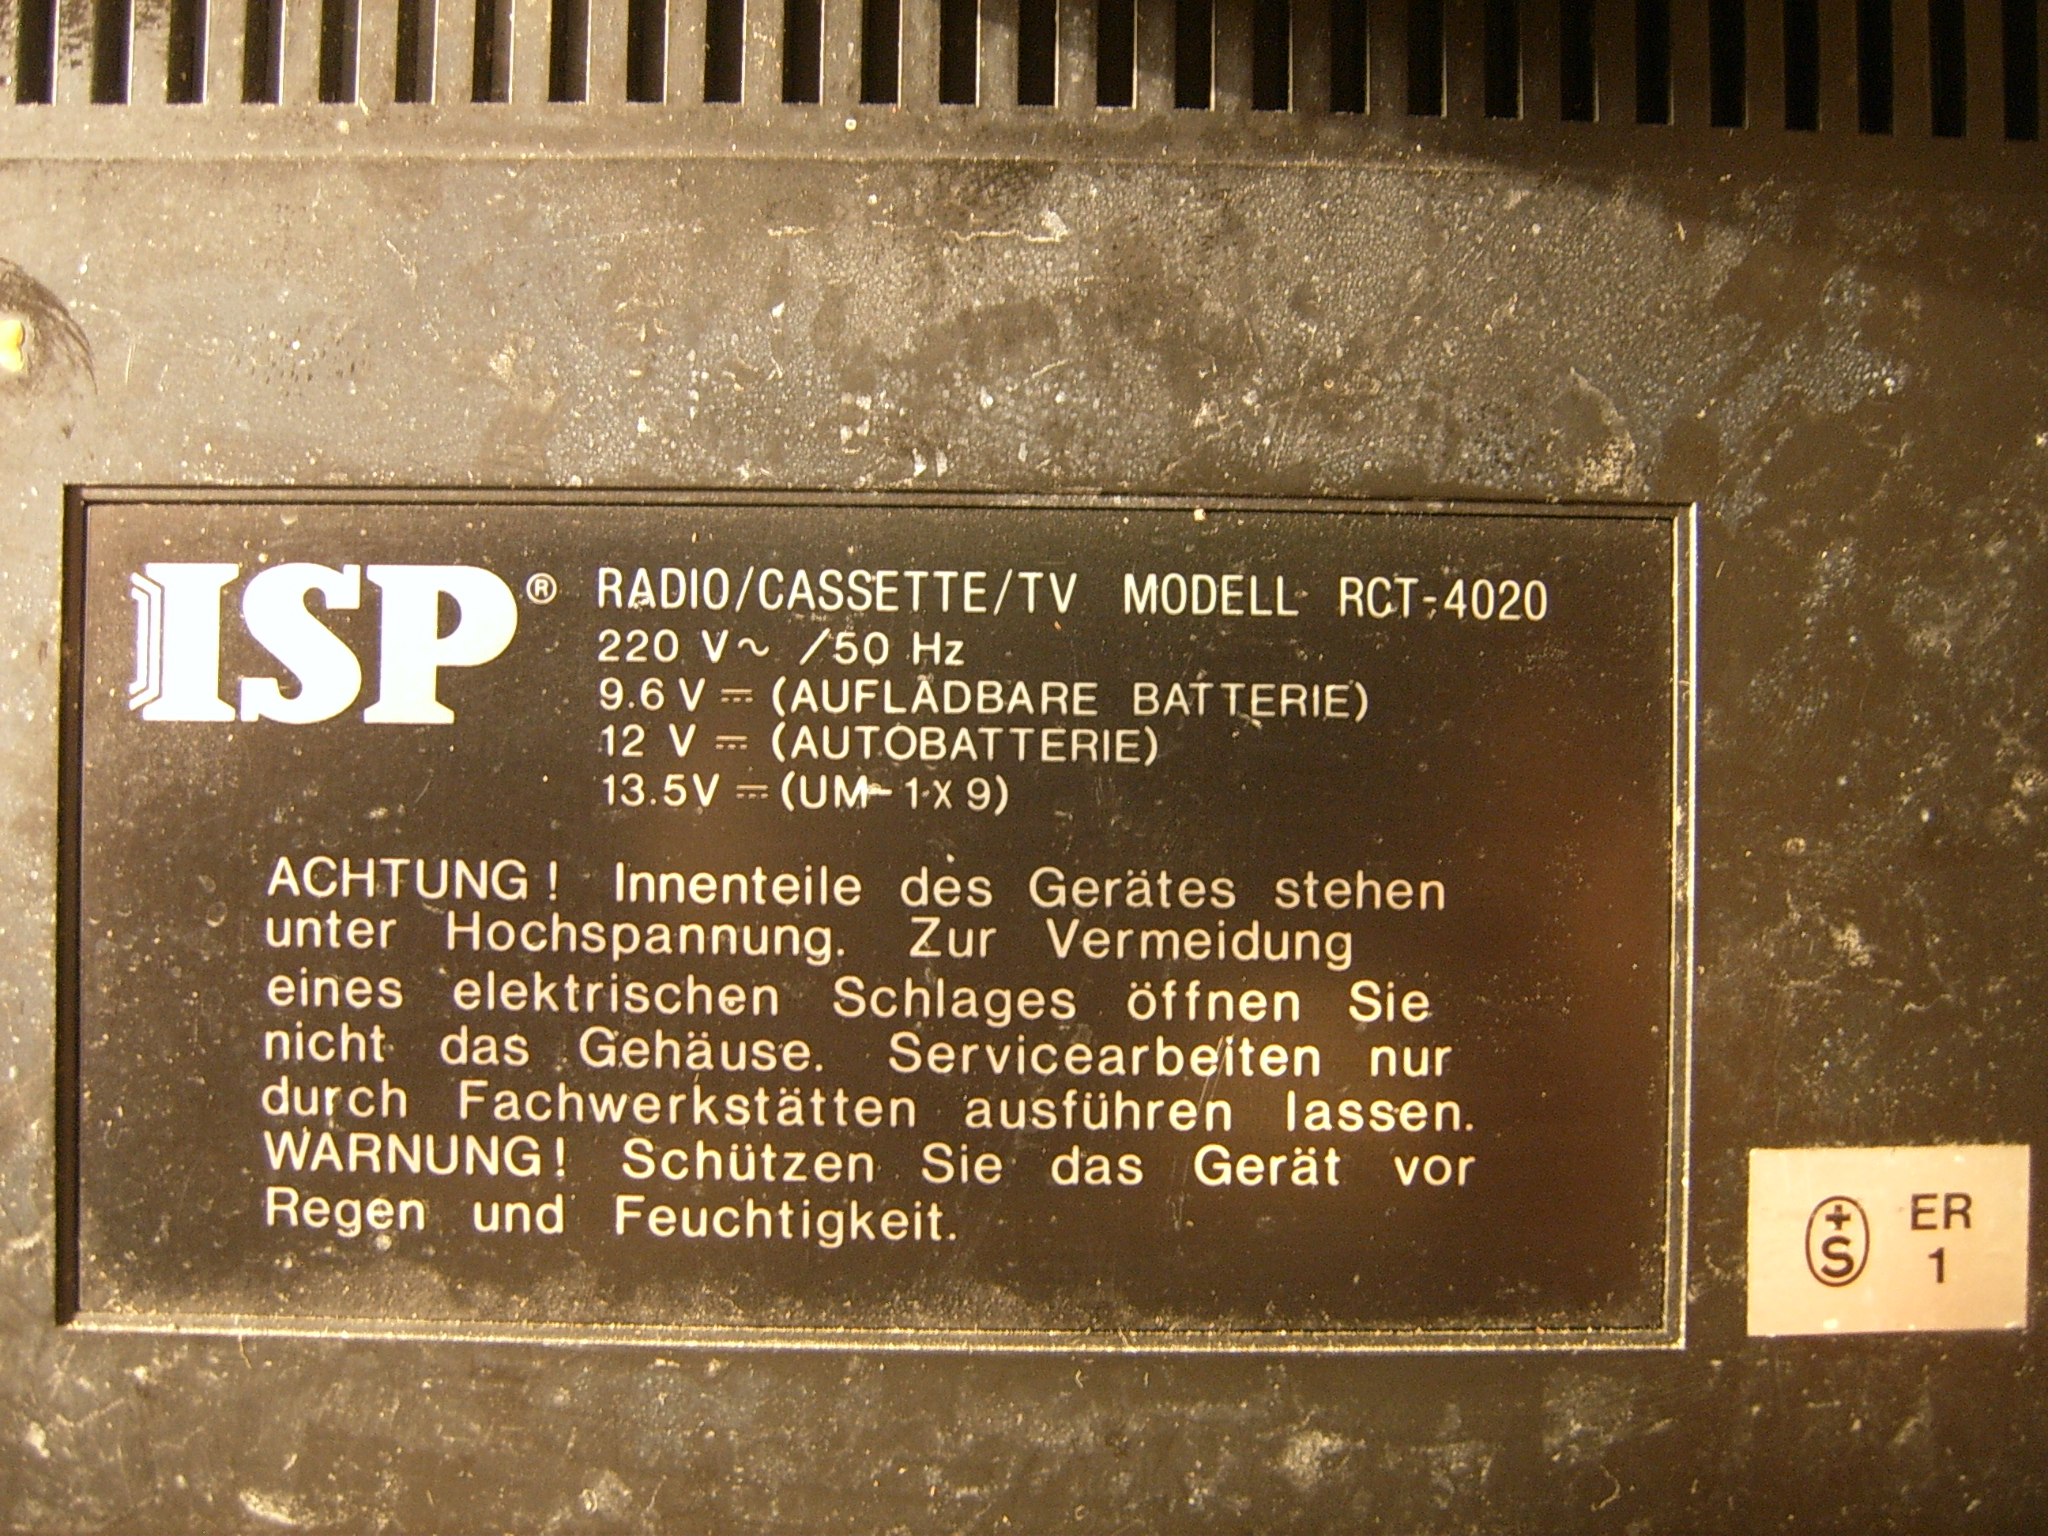 ISP® RADIO/CASSETTE/TV MODELL RCT-4020
220 V~ /50 Hz
9.6 V ⎓ (AUFLADBARE BATTERIE)
12 V ⎓ (AUTOBATTERIE)
13.5V ⎓ (UM-1 X 9)
ACHTUNG! Innenteile des Gerätes stehen
unter Hochspannung. Zur Vermeidung
eines elektrischen Schlages öffnen Sie
nicht das Gehäuse. Servicearbeiten nur
durch Fachwerkstätten ausführen lassen.
WARNUNG! Schützen Sie das Gerät vor
Regen und Feuchtigkeit.
+ ER
S 1